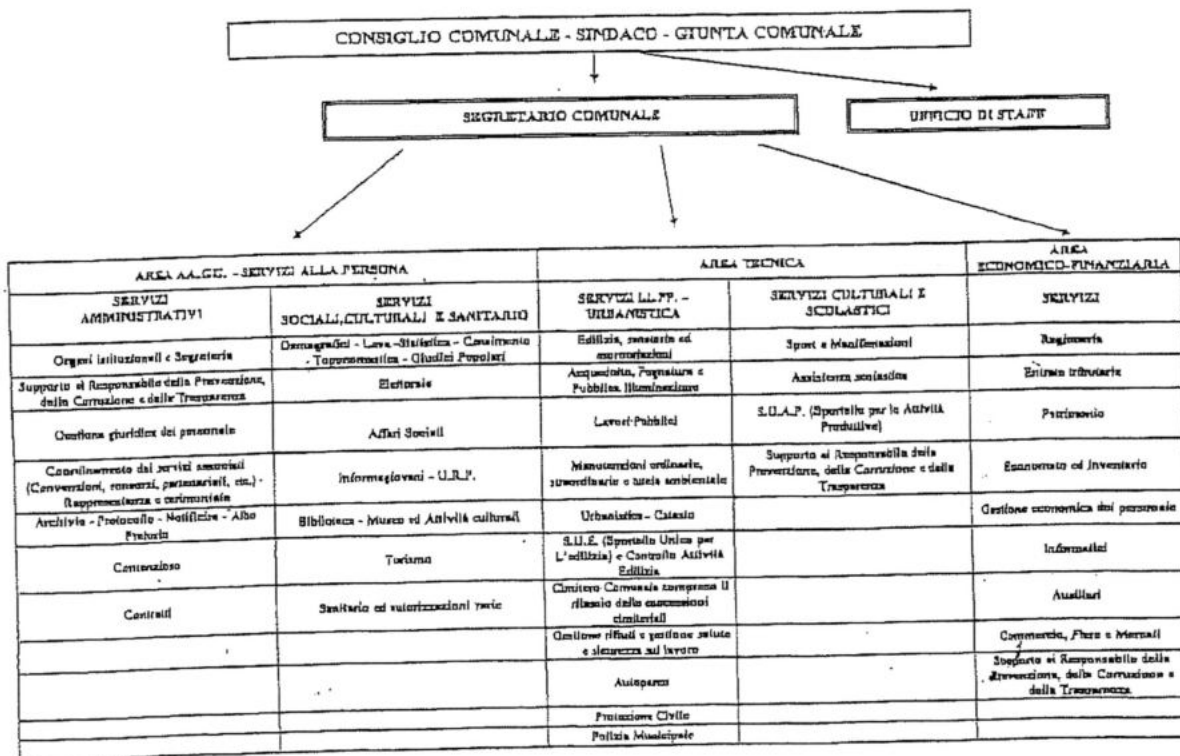 CONSIGLIO COMUNALE - SINDACO - GIUNTA COMUNALE
SEGRETARIO COMUNALE
UFFICIO DI STAFF
AREA AA.GG. - SERVIZI ALLA PERSONA
AREA TECNICA
AREA
ECONOMICO-FINANZIARIA
SERVIZI
AMMINISTRATIVI
SERVIZI
SOCIALI, CULTURALI E SANITARIO
SERVIZI LL.PP. -
URBANISTICA
SERVIZI CULTURALI E
SCOLASTICI
SERVIZI
Organi istituzionali e Segreteria
Demografici - Leva - Statistica - Censimento
- Toponomastica - Giudici Popolari
Edilizia, ed
Sport e Manifestazioni
Ragioneria
Supporto al Responsabile della Prevenzione,
della Corruzione e della Trasparenza
Elettorale
Acquedotto, Fognatura e
Pubblica Illuminazione
Assistenza scolastica
Entrate tributarie
Gestione giuridica del personale
Affari Sociali
Lavori Pubblici
S.U.A.P. (Sportello per le Attività
Produttive)
Patrimonio
Coordinamento dei servizi associati
(Convenzioni, consorzi, partenariati, etc.) -
Rappresentanza e cerimoniale
Informagiovani - U.R.P.
Manutenzioni ordinarie,
straordinarie e tutela ambientale
Supporto al Responsabile della
Prevenzione, della Corruzione e della
Trasparenza
Economato ed Inventario
Archivio - Protocollo - Notifiche - Albo
Pretorio
Biblioteca - Museo ed Attività culturali
Urbanistica - Catasto
Gestione economica del personale
Contenzioso
Turismo
S.U.E. (Sportello Unico per
L'edilizia) e Controllo Attività
Edilizia
Informatici
Contratti
Sanitario ed autorizzazioni varie
Cimitero Comunale compreso il
rilascio delle concessioni
cimiteriali
Ausiliari
Gestione rifiuti e gestione salute
e sicurezza sul lavoro
Commercio, Fiere e Mercati
Autoparco
Supporto al Responsabile della
Prevenzione, della Corruzione e
della Trasparenza
Protezione Civile
Polizia Municipale